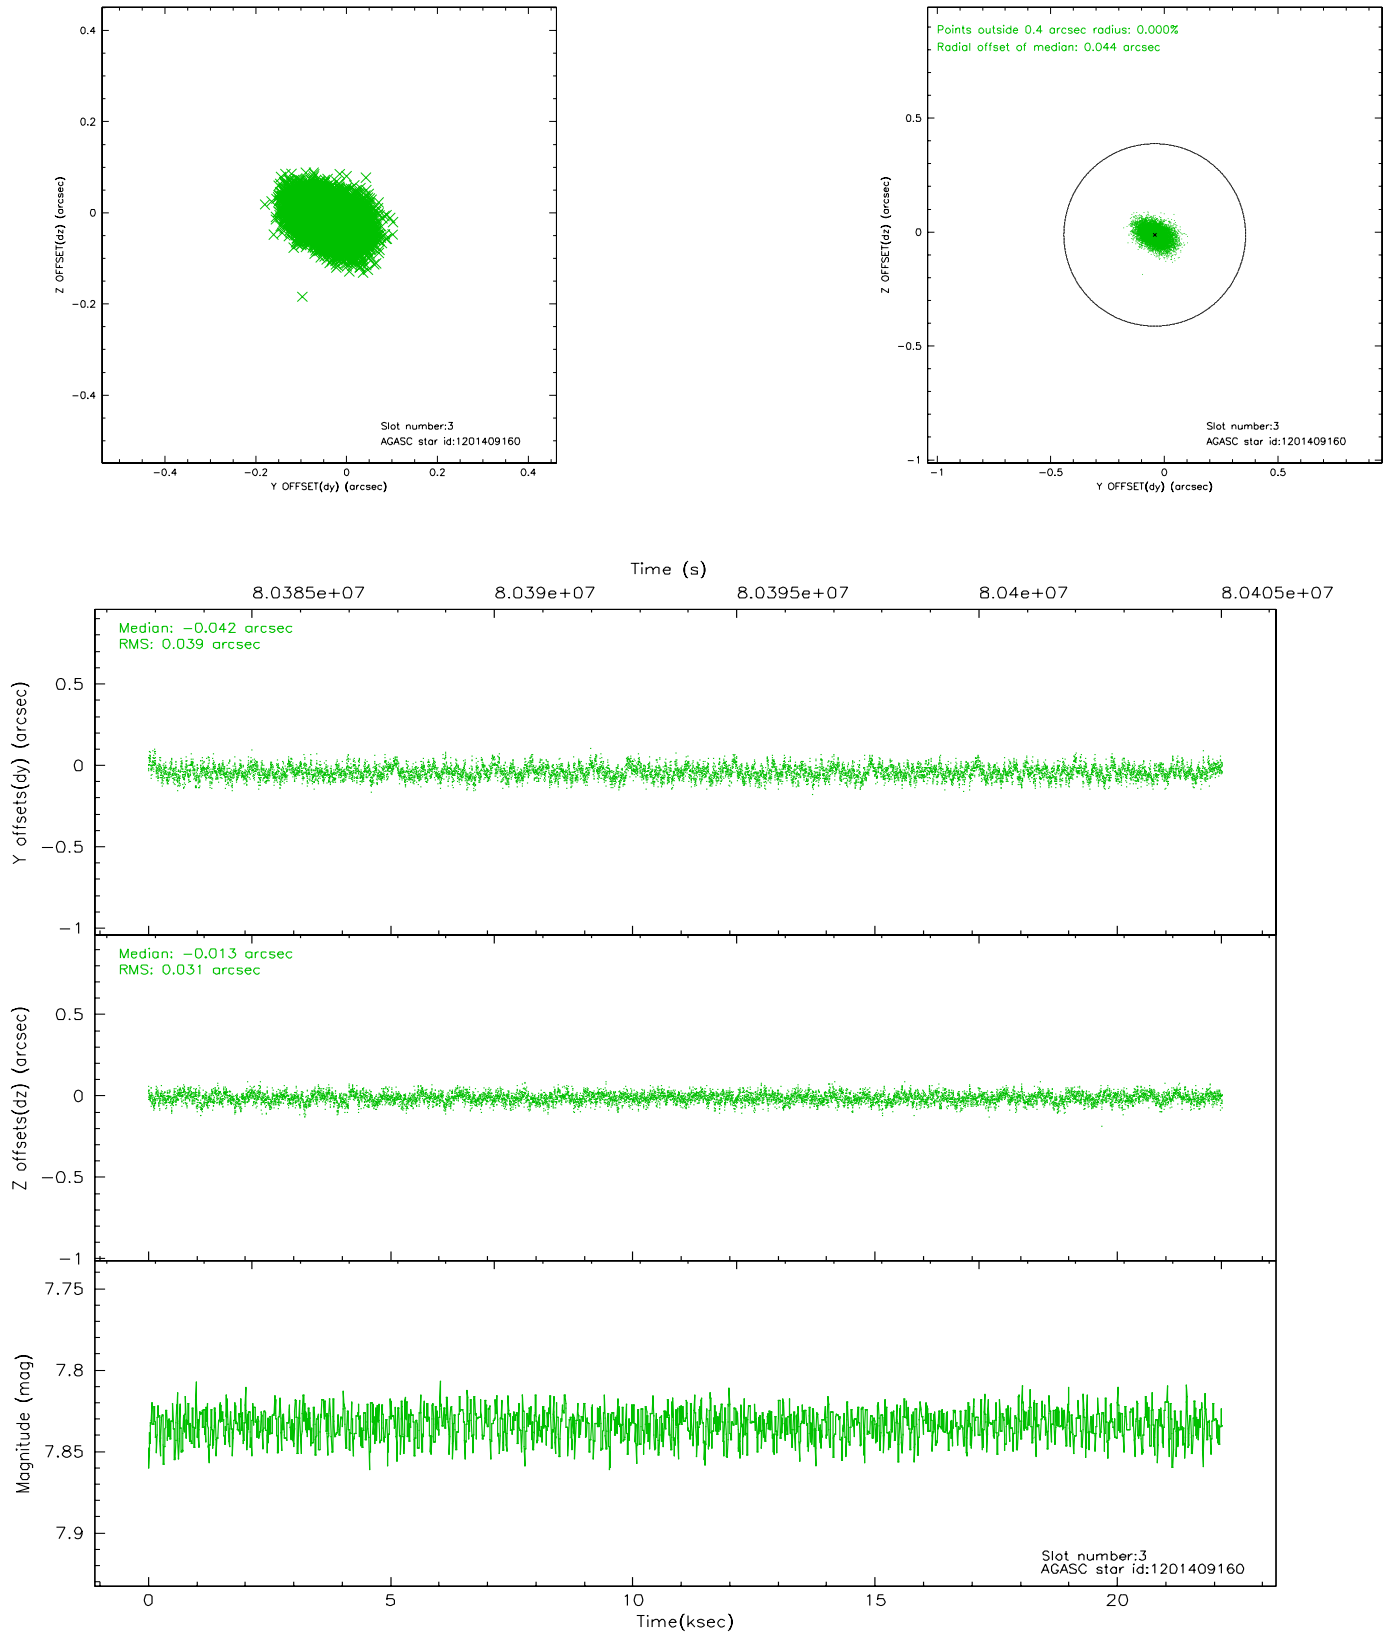 0.4
0.2
0
−0.2
−0.4
Z OFFSET(dz) (arcsec)
Slot number:3
AGASC star id:1201409160
−0.4 −0.2 0 0.2 0.4
Y OFFSET(dy) (arcsec)
Points outside 0.4 arcsec radius: 0.000%
Radial offset of median: 0.044 arcsec
0.5
0
−0.5
−1
Z OFFSET(dz) (arcsec)
Slot number:3
AGASC star id:1201409160
−1 −0.5 0 0.5
Y OFFSET(dy) (arcsec)
Time (s)
8.0385e+07 8.039e+07 8.0395e+07 8.04e+07 8.0405e+07
Median: −0.042 arcsec
RMS: 0.039 arcsec
0.5
0
−0.5
−1
Y offsets(dy) (arcsec)
Median: −0.013 arcsec
RMS: 0.031 arcsec
0.5
0
−0.5
−1
Z offsets(dz) (arcsec)
7.75
7.8
7.85
7.9
Magnitude (mag)
Slot number:3
AGASC star id:1201409160
0 5 10 15 20
Time(ksec)